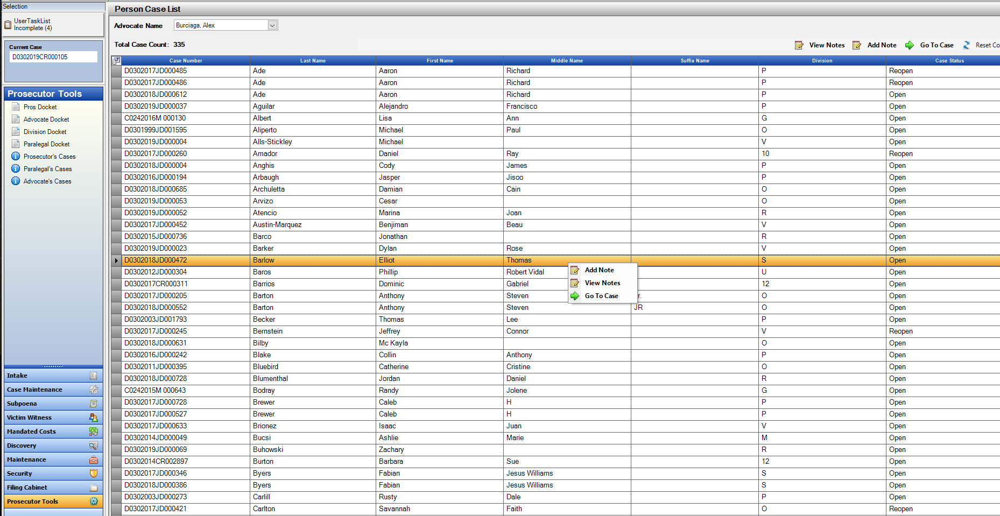 Selection
UserTaskList
Incomplete (4)
Current Case
D0302019CR000105
Prosecutor Tools
Pros Docket
Advocate Docket
Division Docket
Paralegal Docket
Prosecutor's Cases
Paralegal's Cases
Advocate's Cases
Intake
Case Maintenance
Subpoena
Victim Witness
Mandated Costs
Discovery
Maintenance
Security
Filing Cabinet
Prosecutor Tools
Person Case List
Advocate Name Burciaga, Alex
Total Case Count: 335
View Notes Add Note Go To Case Reset Co
Case Number Last Name First Name Middle Name Suffix Name Division Case Status
D0302017JD000485 Ade Aaron Richard P Reopen
D0302017JD000486 Ade Aaron Richard P Reopen
D0302018JD000612 Ade Aaron Richard P Open
D0302019JD000037 Aguilar Alejandro Francisco P Open
C0242016M 000130 Albert Lisa Ann G Open
D0301999JD001595 Aliperto Michael Paul O Open
D0302019JD000004 Alls-Stickley Michael V Open
D0302017JD000260 Amador Daniel Ray 10 Reopen
D0302018JD000004 Anghis Cody James P Open
D0302016JD000194 Arbaugh Jasper Jisoo P Open
D0302018JD000685 Archuletta Damian Cain O Open
D0302019JD000053 Arvizo Cesar O Open
D0302019JD000052 Atencio Marina Joan R Open
D0302017JD000452 Austin-Marquez Benjiman Beau V Open
D0302015JD000736 Barco Jonathan R Open
D0302019JD000023 Barker Dylan Rose V Open
D0302018JD000472 Barlow Elliot Thomas S Open
D0302012JD000304 Baros Phillip Robert Vidal U Open
D0302017CR000311 Barrios Dominic Gabriel 12 Open
D0302017JD000205 Barton Anthony Steven r. O Open
D0302018JD000552 Barton Anthony Steven JR O Open
D0302003JD001793 Becker Thomas Lee P Open
D0302017JD000245 Bernstein Jeffrey Connor V Reopen
D0302018JD000631 Bilby Mc Kayla O Open
D0302016JD000242 Blake Collin Anthony P Open
D0302011JD000395 Bluebird Catherine Cristine O Open
D0302018JD000728 Blumenthal Jordan Daniel R Open
C0242015M 000643 Bodray Randy Jolene G Open
D0302017JD000728 Brewer Caleb H P Open
D0302017JD000527 Brewer Caleb H P Open
D0302017JD000633 Brionez Isaac Juan V Open
D0302014JD000049 Bucsi Ashlie Marie M Open
D0302019JD000069 Buhowski Zachary R Open
D0302014CR002897 Burton Barbara Sue 12 Open
D0302017JD000346 Byers Fabian Jesus Williams S Open
D0302018JD000386 Byers Fabian Jesus Williams S Open
D0302003JD000273 Carlill Rusty Dale P Open
D0302017JD000421 Carlton Savannah Faith O Reopen
Add Note
View Notes
Go To Case